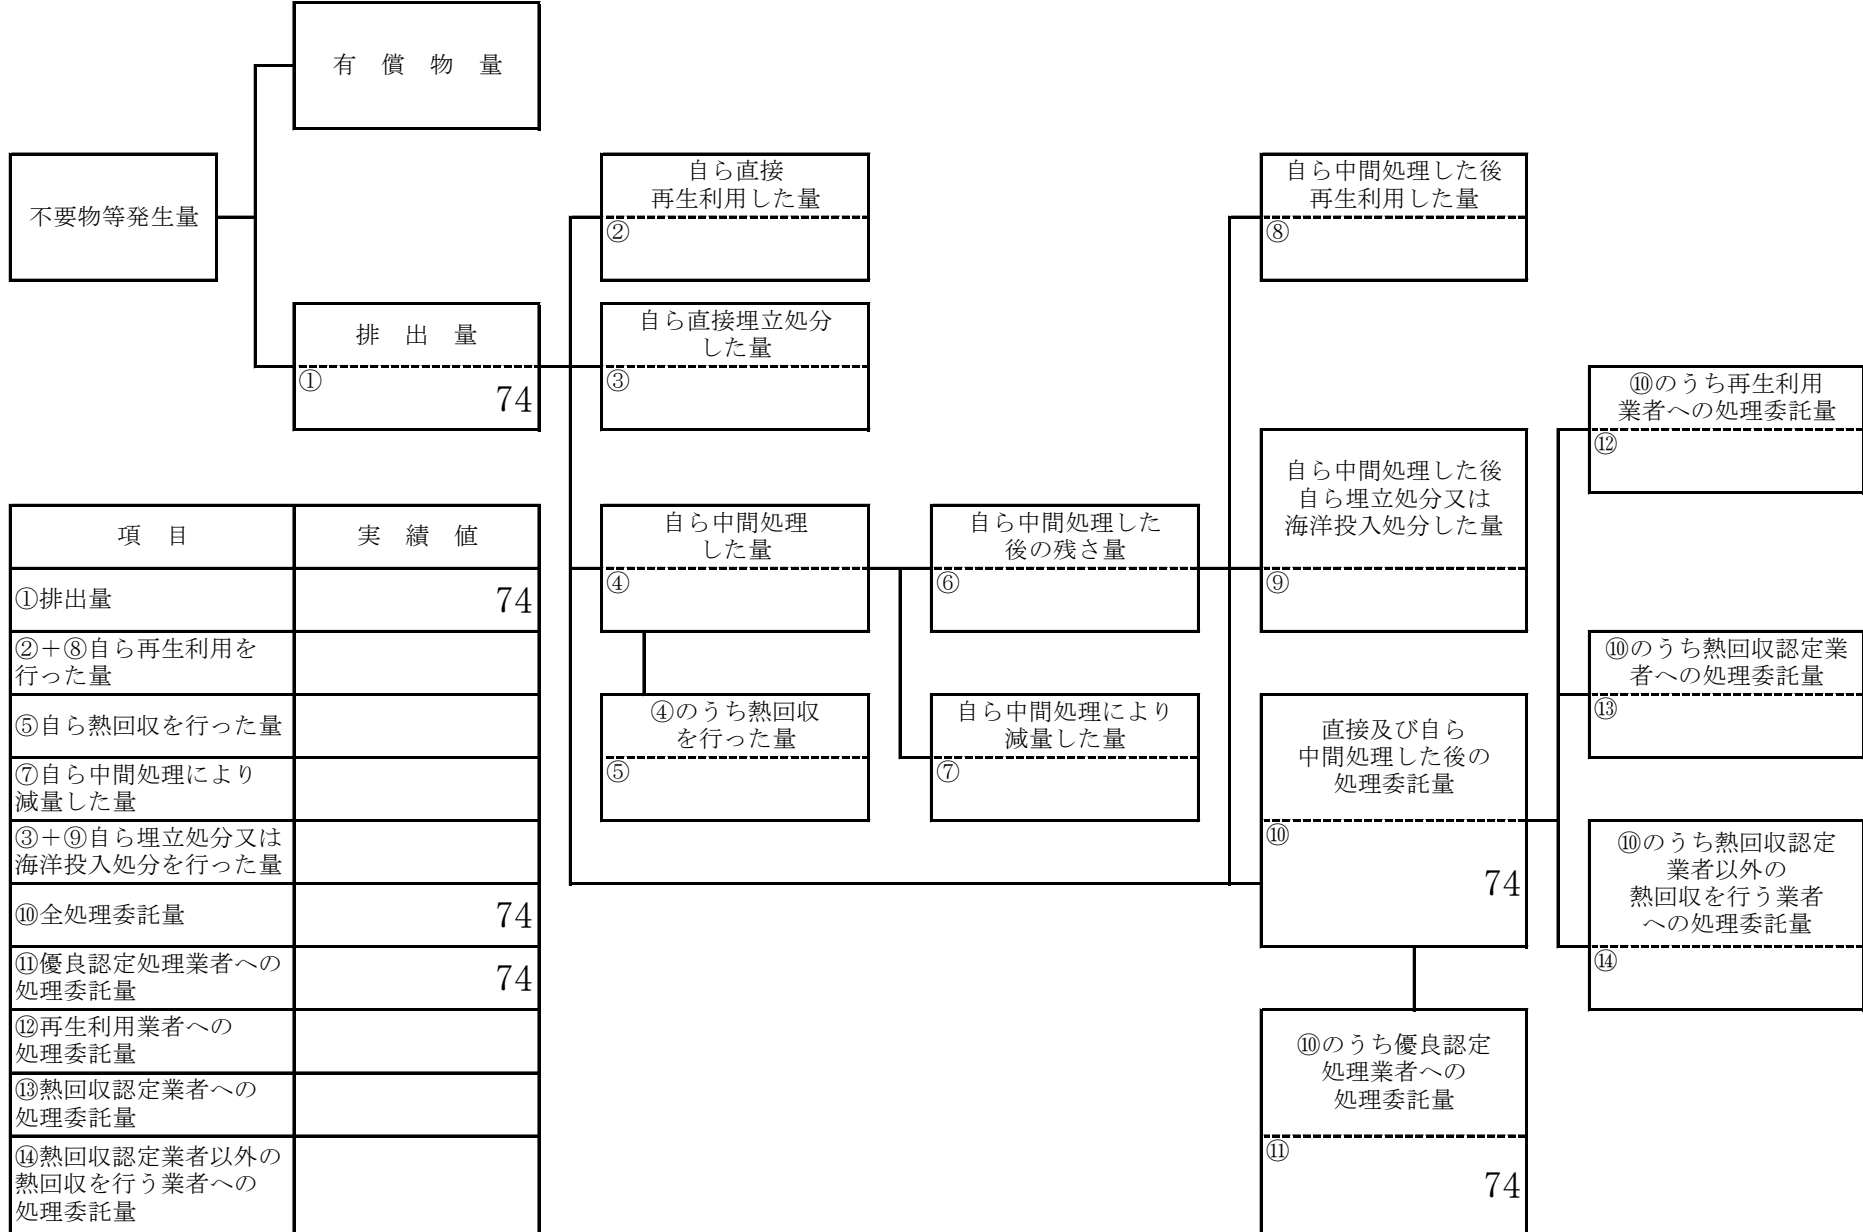 有　償　物　量
不要物等発生量
排　出　量
①
74
自ら直接
再生利用した量
②
自ら直接埋立処分
した量
③
自ら中間処理
した量
④
④のうち熱回収
を行った量
⑤
自ら中間処理した
後の残さ量
⑥
自ら中間処理により
減量した量
⑦
自ら中間処理した後
再生利用した量
⑧
自ら中間処理した後
自ら埋立処分又は
海洋投入処分した量
⑨
直接及び自ら
中間処理した後の
処理委託量
⑩
74
⑩のうち優良認定
処理業者への
処理委託量
⑪
74
⑩のうち再生利用
業者への処理委託量
⑫
⑩のうち熱回収認定業
者への処理委託量
⑬
⑩のうち熱回収認定
業者以外の
熱回収を行う業者
への処理委託量
⑭
項　目
実　績　値
①排出量
74
②＋⑧自ら再生利用を
行った量
⑤自ら熱回収を行った量
⑦自ら中間処理により
減量した量
③＋⑨自ら埋立処分又は
海洋投入処分を行った量
⑩全処理委託量
74
⑪優良認定処理業者への
処理委託量
74
⑫再生利用業者への
処理委託量
⑬熱回収認定業者への
処理委託量
⑭熱回収認定業者以外の
熱回収を行う業者への
処理委託量